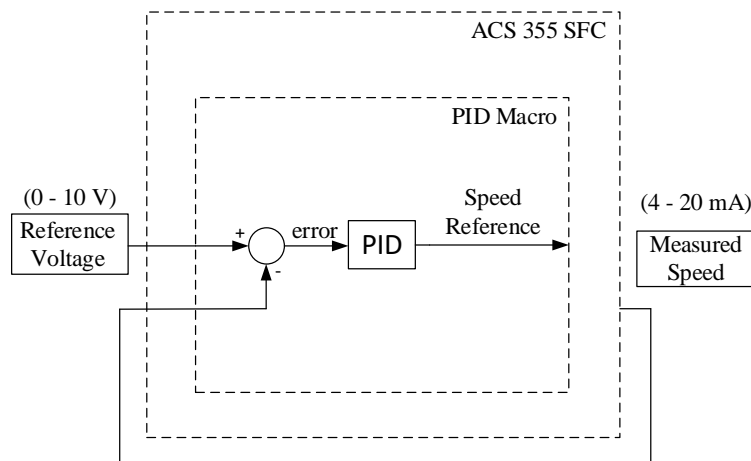 ACS 355 SFC
PID Macro
(0 - 10 V)
Reference
Voltage
+
-
error
PID
Speed
Reference
(4 - 20 mA)
Measured
Speed